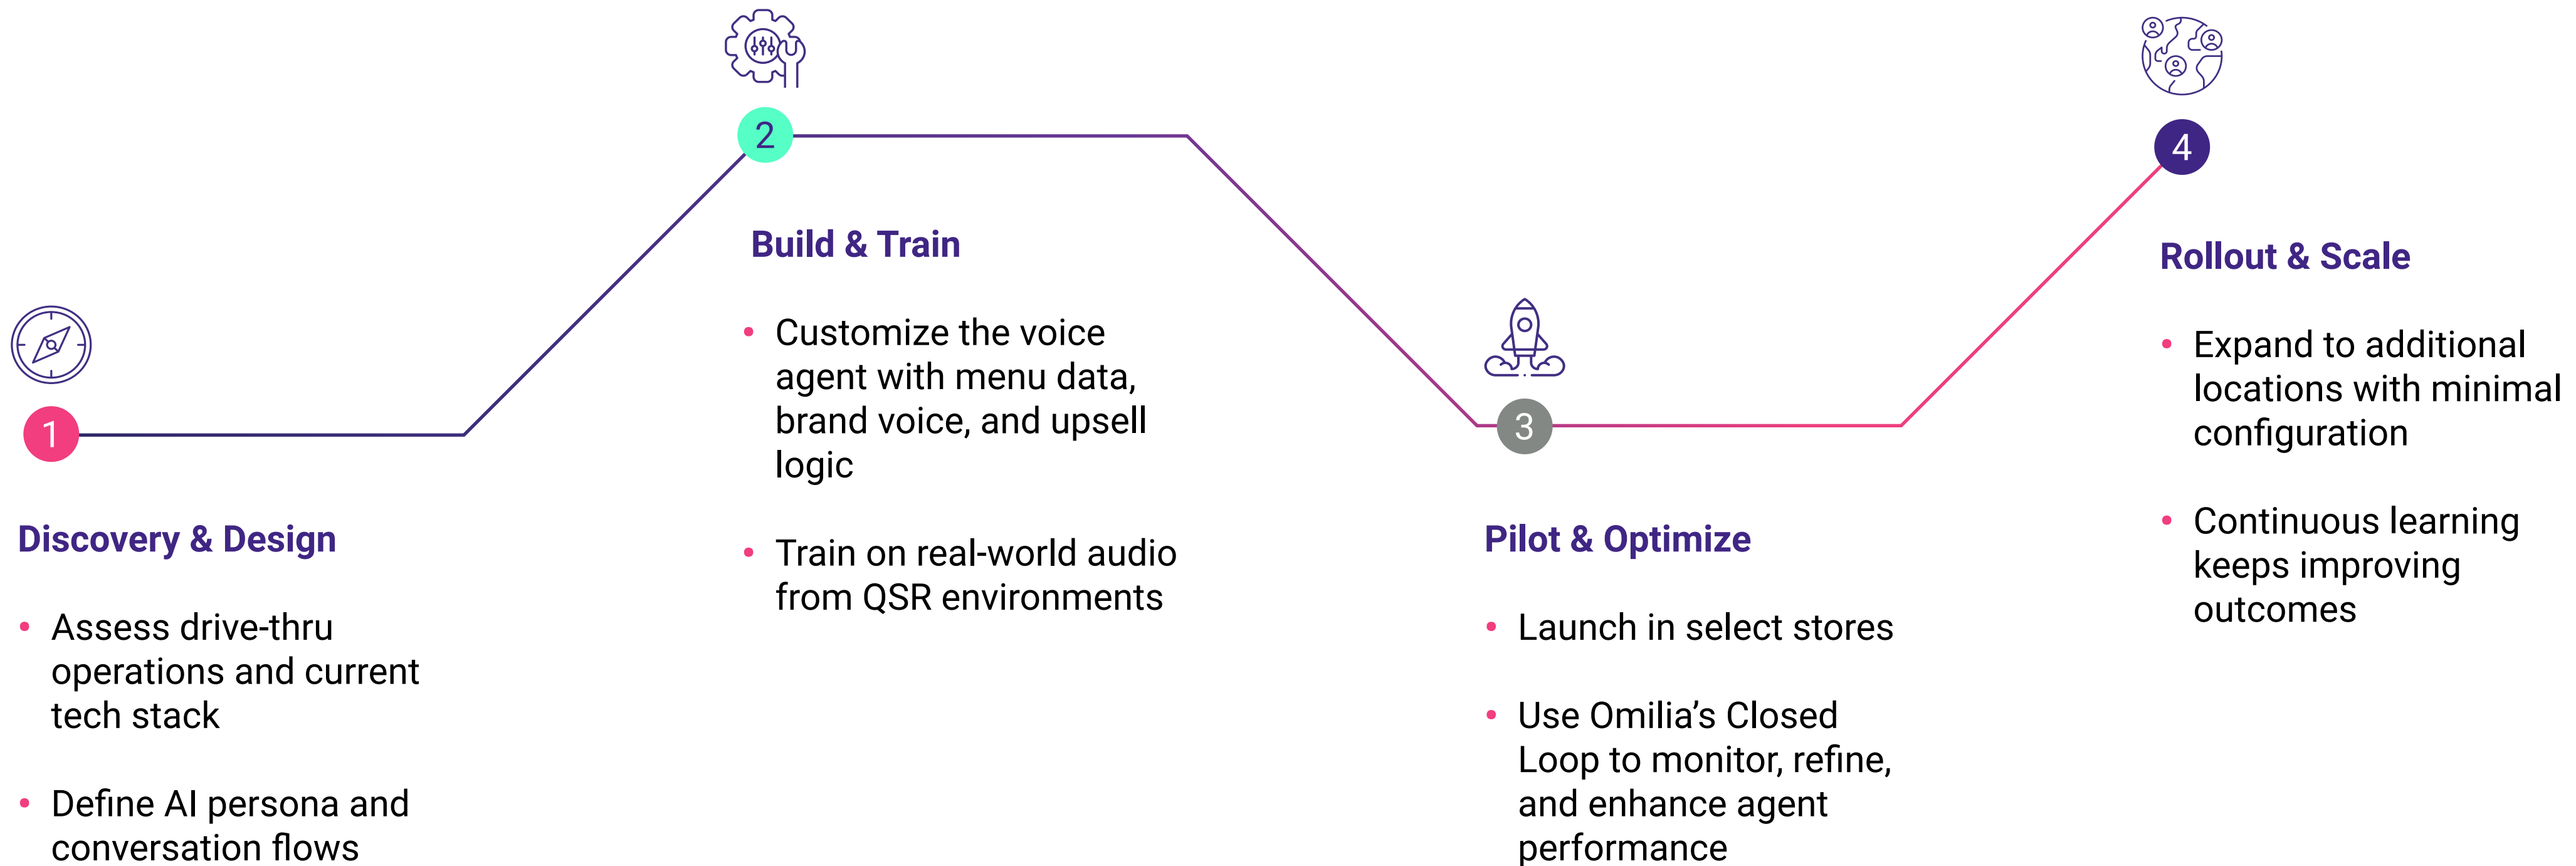 1
Discovery & Design
• Assess drive-thru
operations and current
tech stack
• Define AI persona and
conversation flows
2
Build & Train
• Customize the voice
agent with menu data,
brand voice, and upsell
logic
• Train on real-world audio
from QSR environments
3
Pilot & Optimize
• Launch in select stores
• Use Omilia’s Closed
Loop to monitor, refine,
and enhance agent
performance
4
Rollout & Scale
• Expand to additional
locations with minimal
configuration
• Continuous learning
keeps improving
outcomes